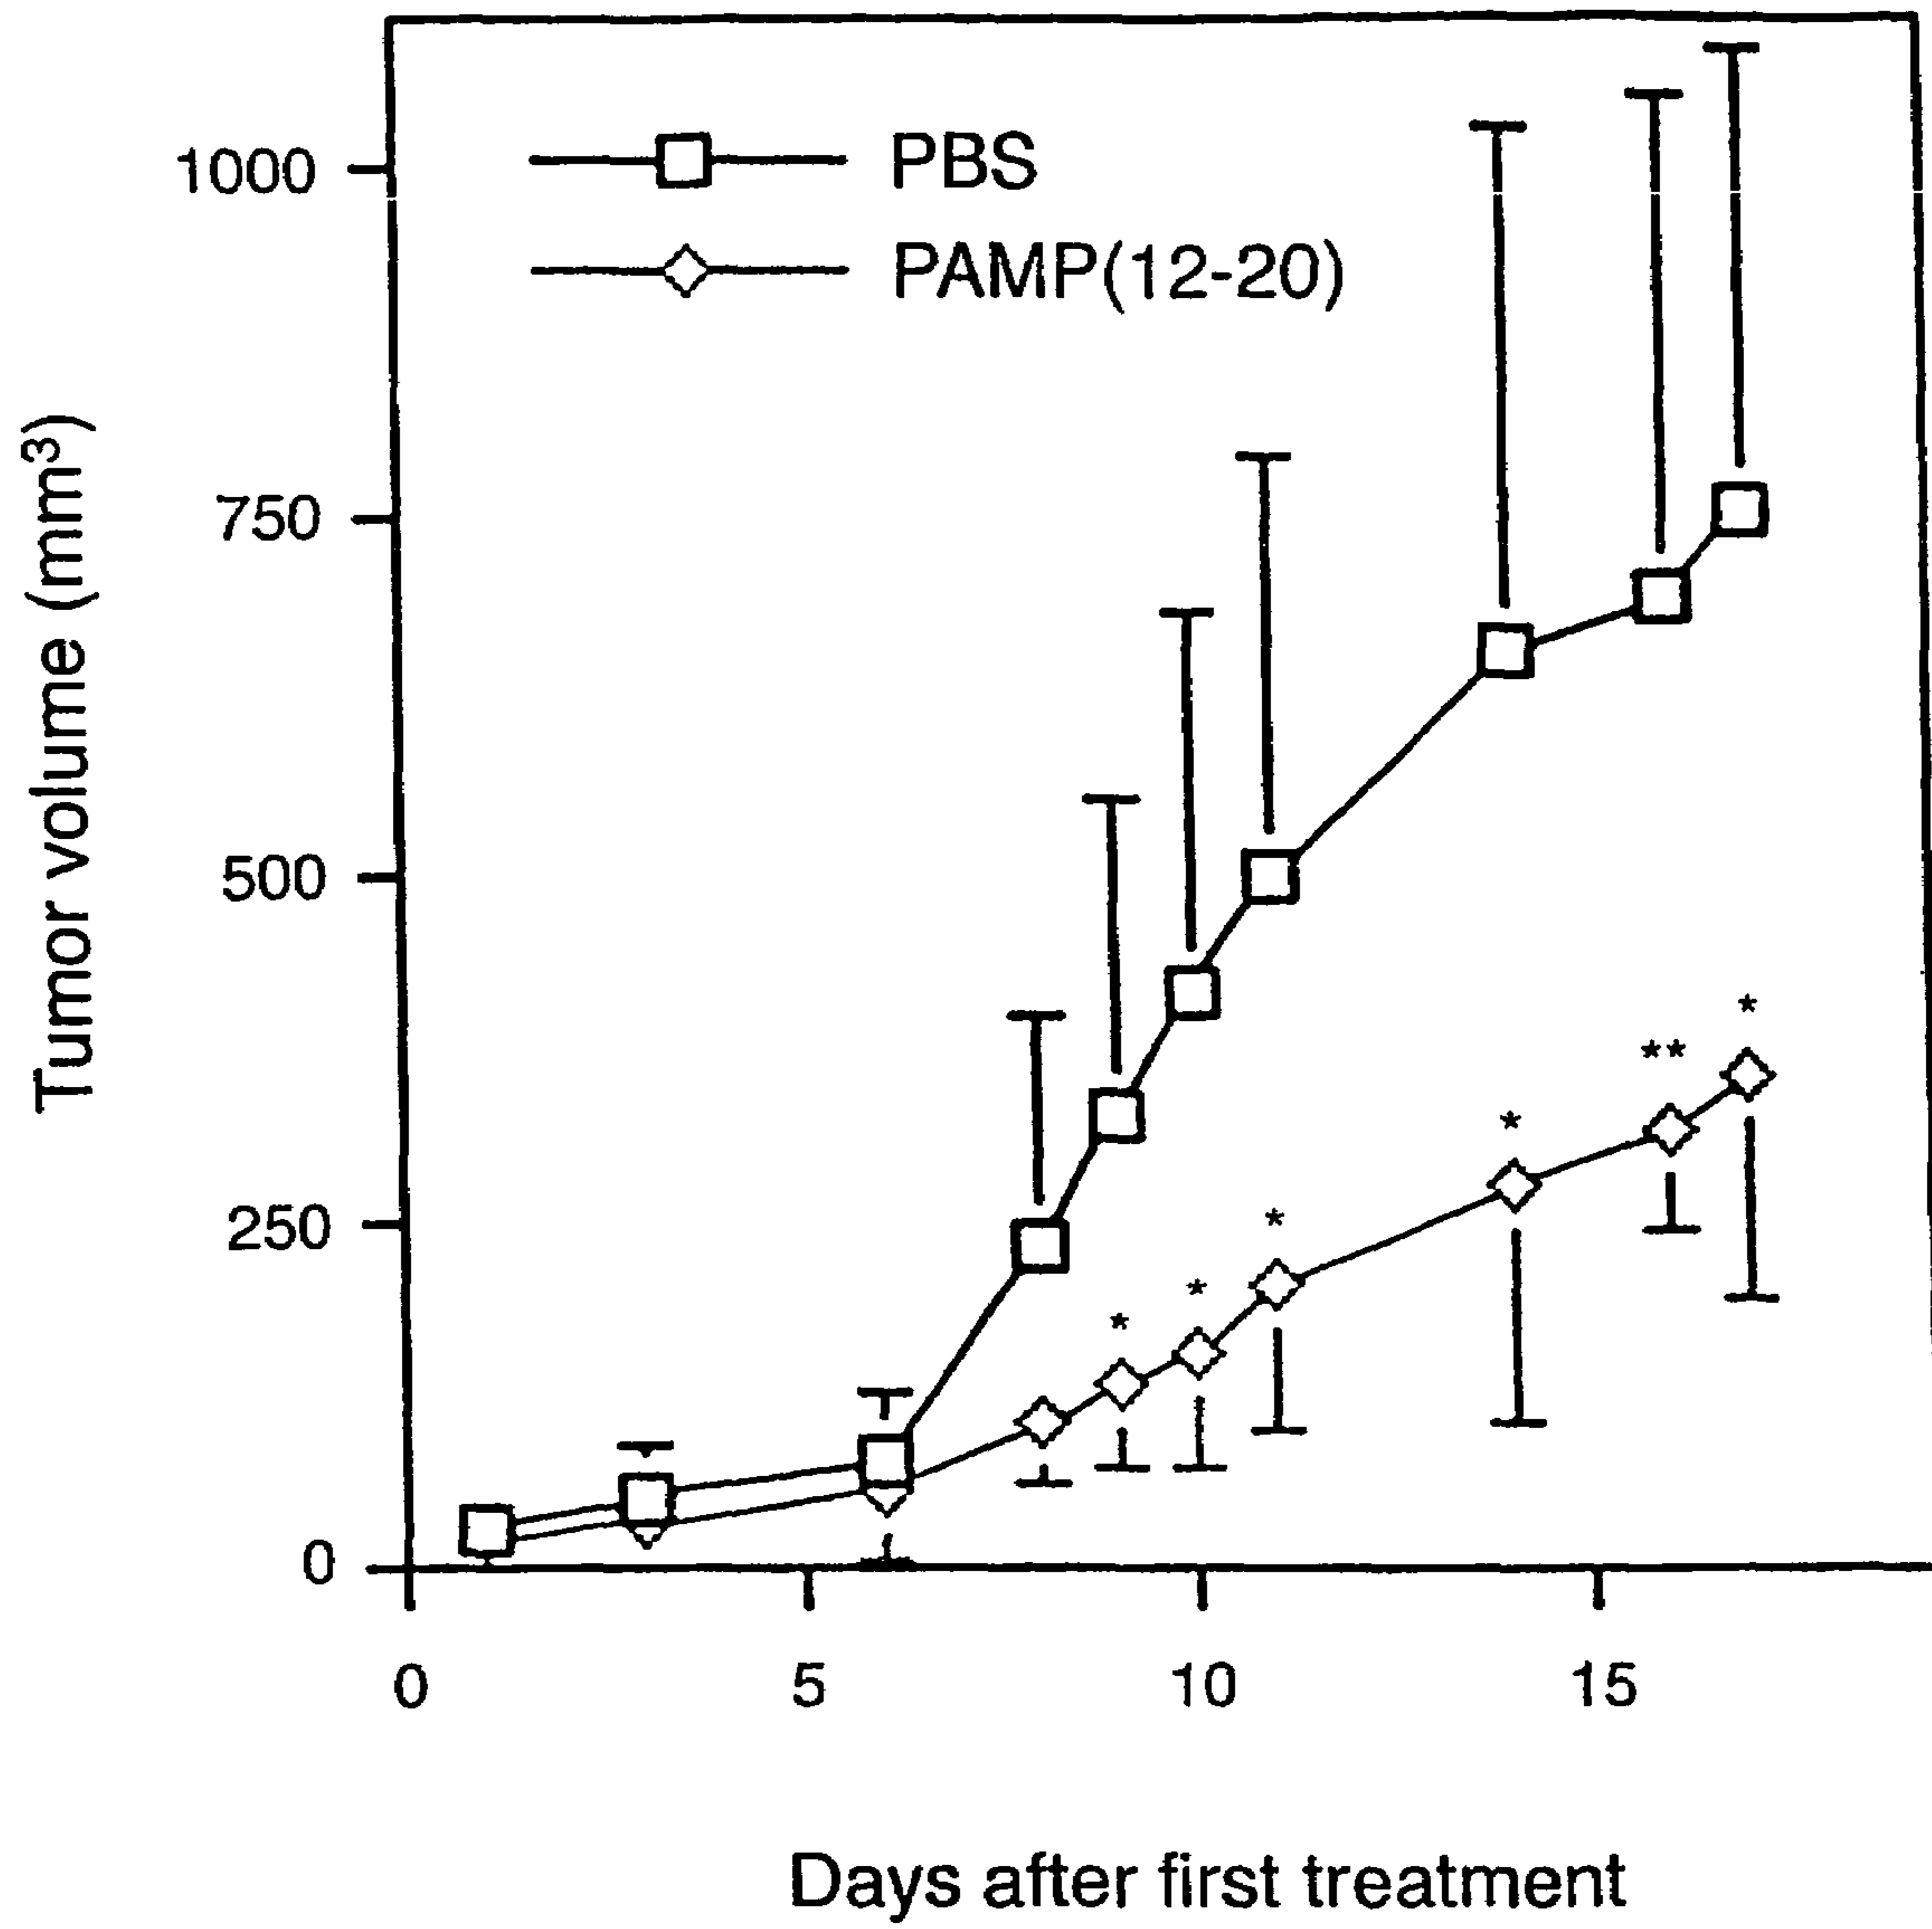 PBS
PAMP(12-20)
Tumor volume (mm³)
1000
750
500
250
0
*
*
*
*
**
*
0 5 10 15
Days after first treatment